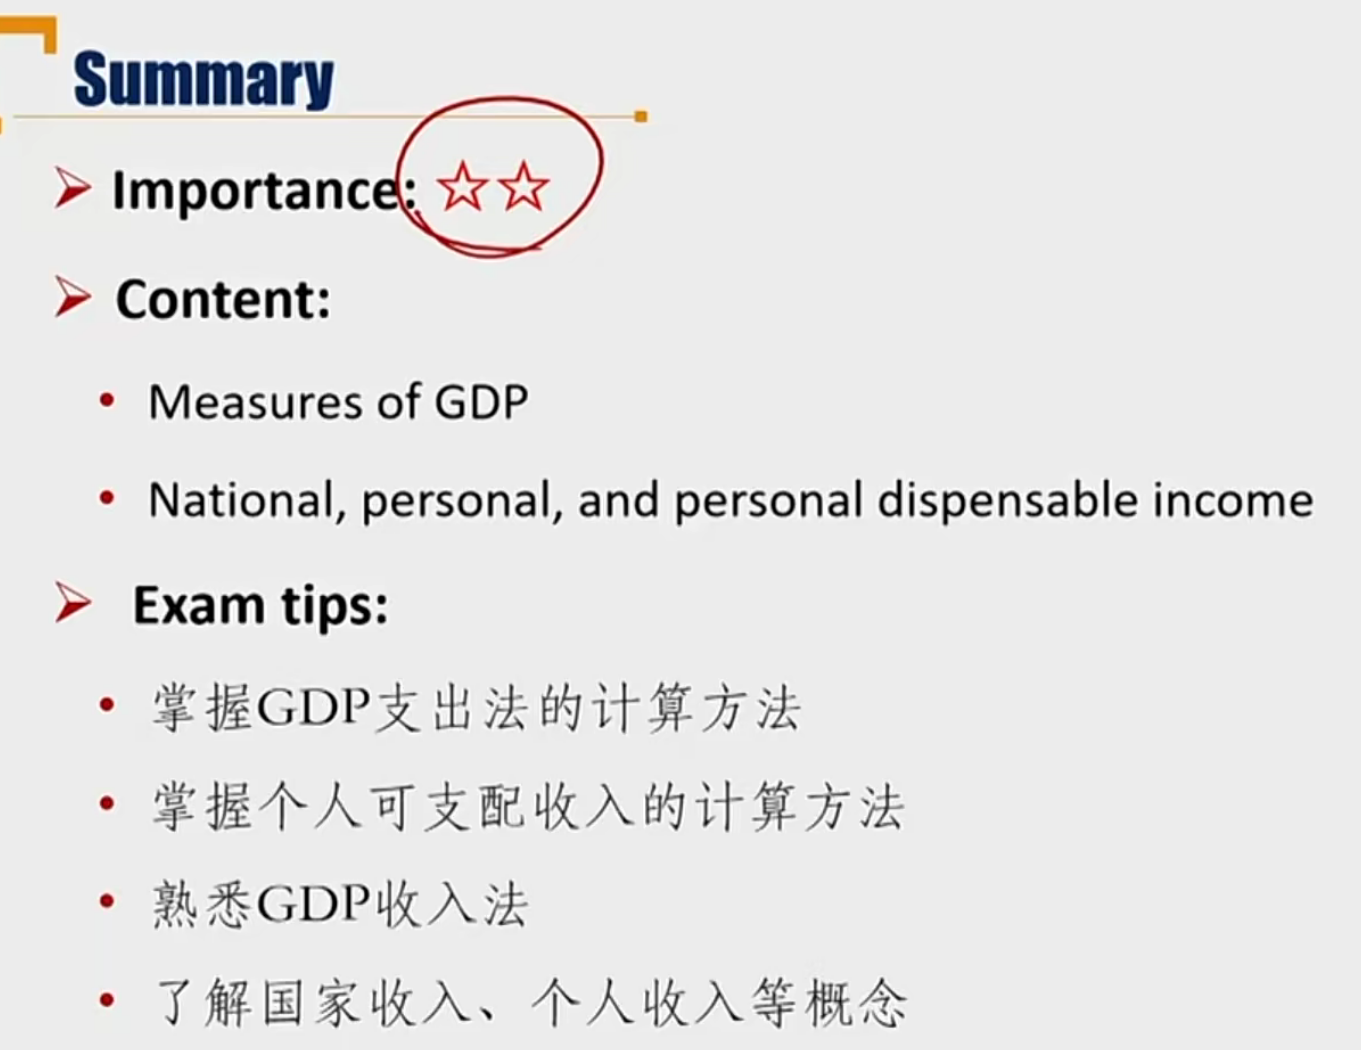 Summary
Importance: ☆☆
Content:
Measures of GDP
National, personal, and personal dispensable income
Exam tips:
掌握GDP支出法的计算方法
掌握个人可支配收入的计算方法
熟悉GDP收入法
了解国家收入、个人收入等概念